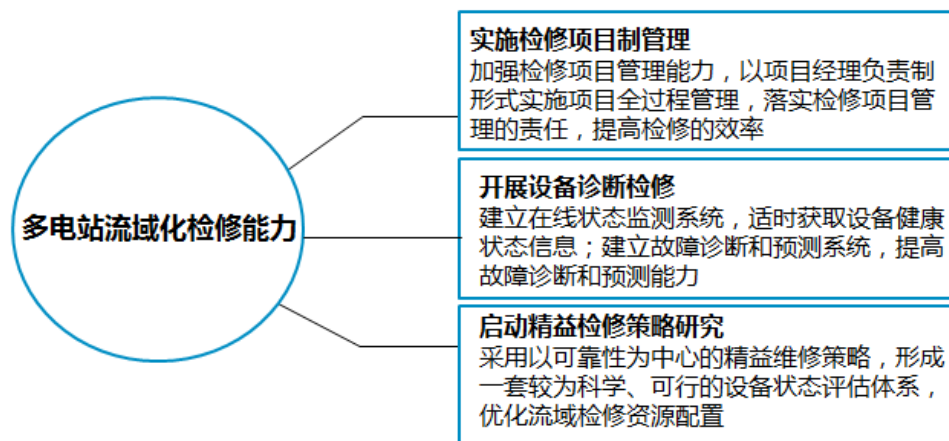 多电站流域化检修能力
实施检修项目制管理
加强检修项目管理能力，以项目经理负责制
形式实施项目全过程管理，落实检修项目管
理的责任，提高检修的效率
开展设备诊断检修
建立在线状态监测系统，适时获取设备健康
状态信息；建立故障诊断和预测系统，提高
故障诊断和预测能力
启动精益检修策略研究
采用以可靠性为中心的精益维修策略，形成
一套较为科学、可行的设备状态评估体系，
优化流域检修资源配置